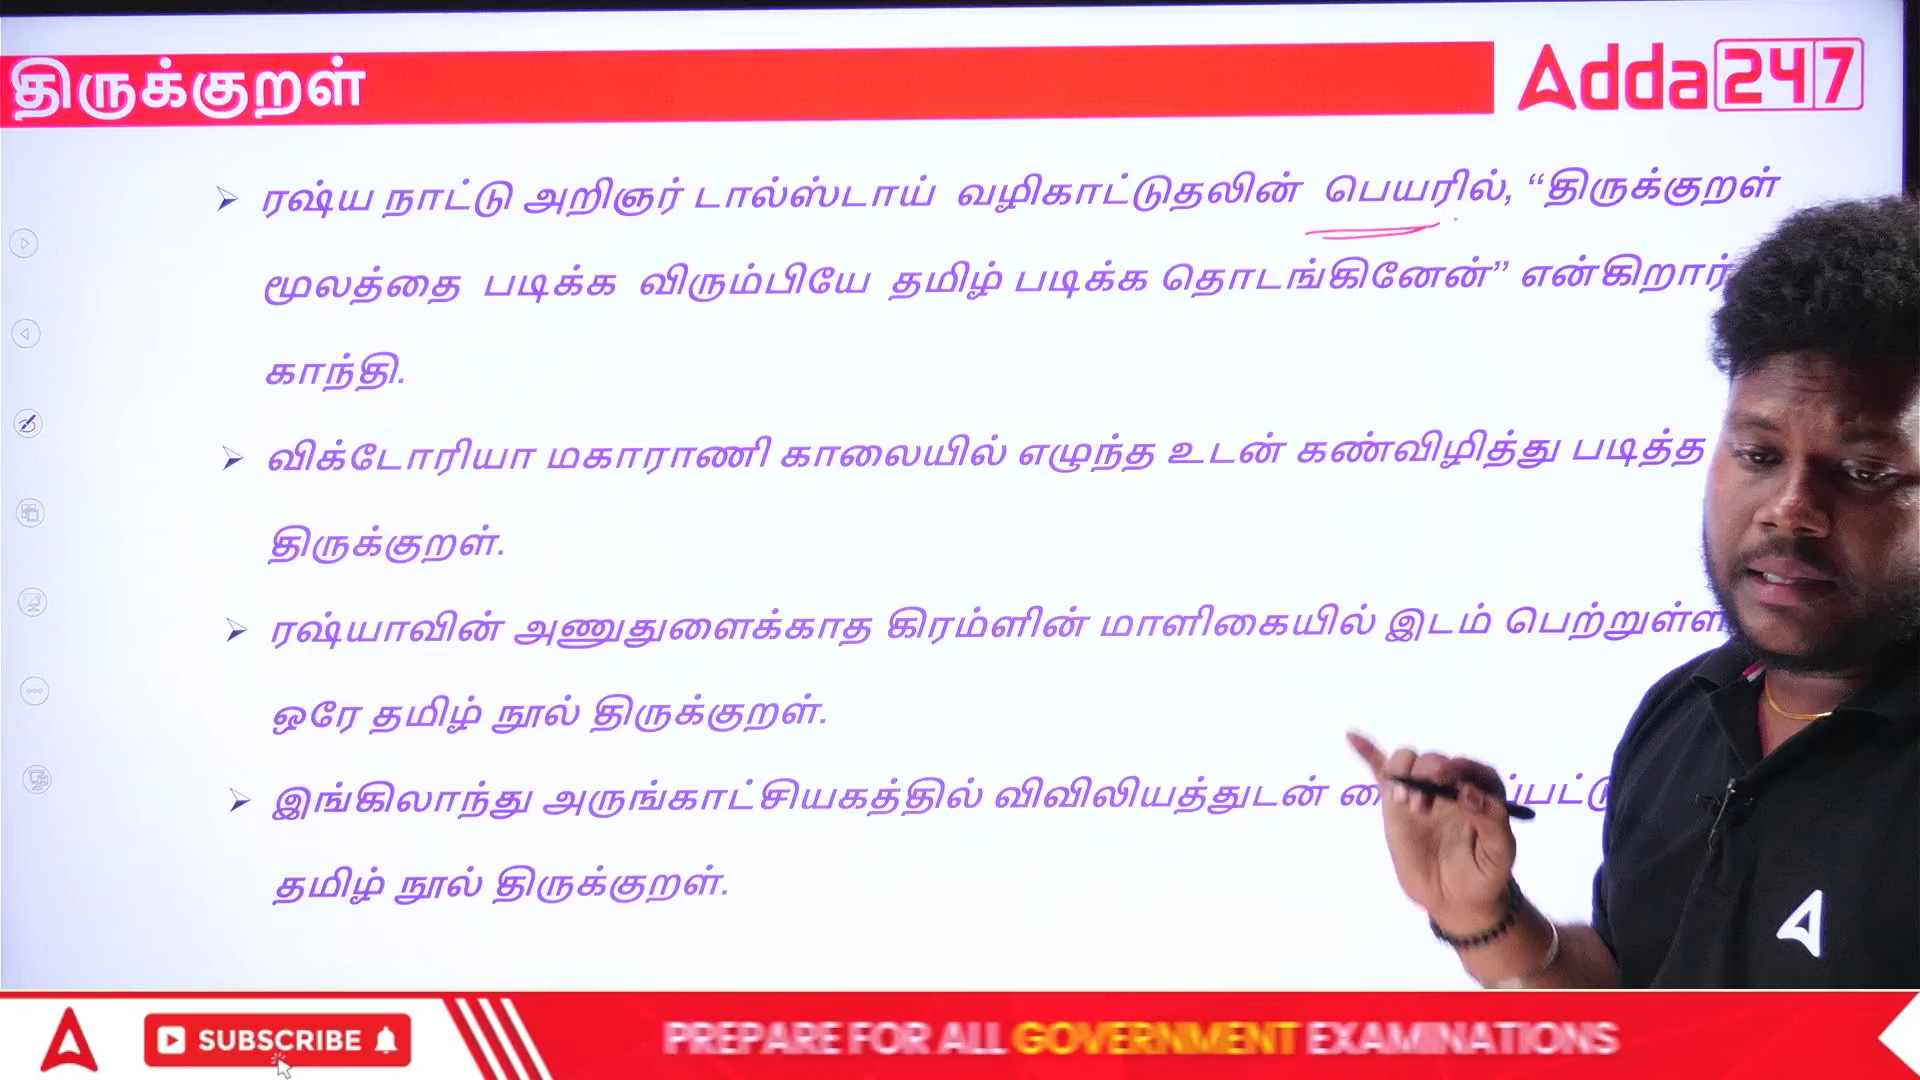 திருக்குறள்
Adda247
ரஷ்ய நாட்டு அறிஞர் டால்ஸ்டாய் வழிகாட்டுதலின் பெயரில், “திருக்குறள்
மூலத்தை படிக்க விரும்பியே தமிழ் படிக்க தொடங்கினேன்” என்கிறார்
காந்தி.
விக்டோரியா மகாராணி காலையில் எழுந்த உடன் கண்விழித்து படித்த
திருக்குறள்.
ரஷ்யாவின் அணுதுளைக்காத கிரம்ளின் மாளிகையில் இடம் பெற்றுள்ள
ஒரே தமிழ் நூல் திருக்குறள்.
இங்கிலாந்து அருங்காட்சியகத்தில் விவிலியத்துடன்
தமிழ் நூல் திருக்குறள்.
SUBSCRIBE
PREPARE FOR ALL GOVERNMENT EXAMINATIONS